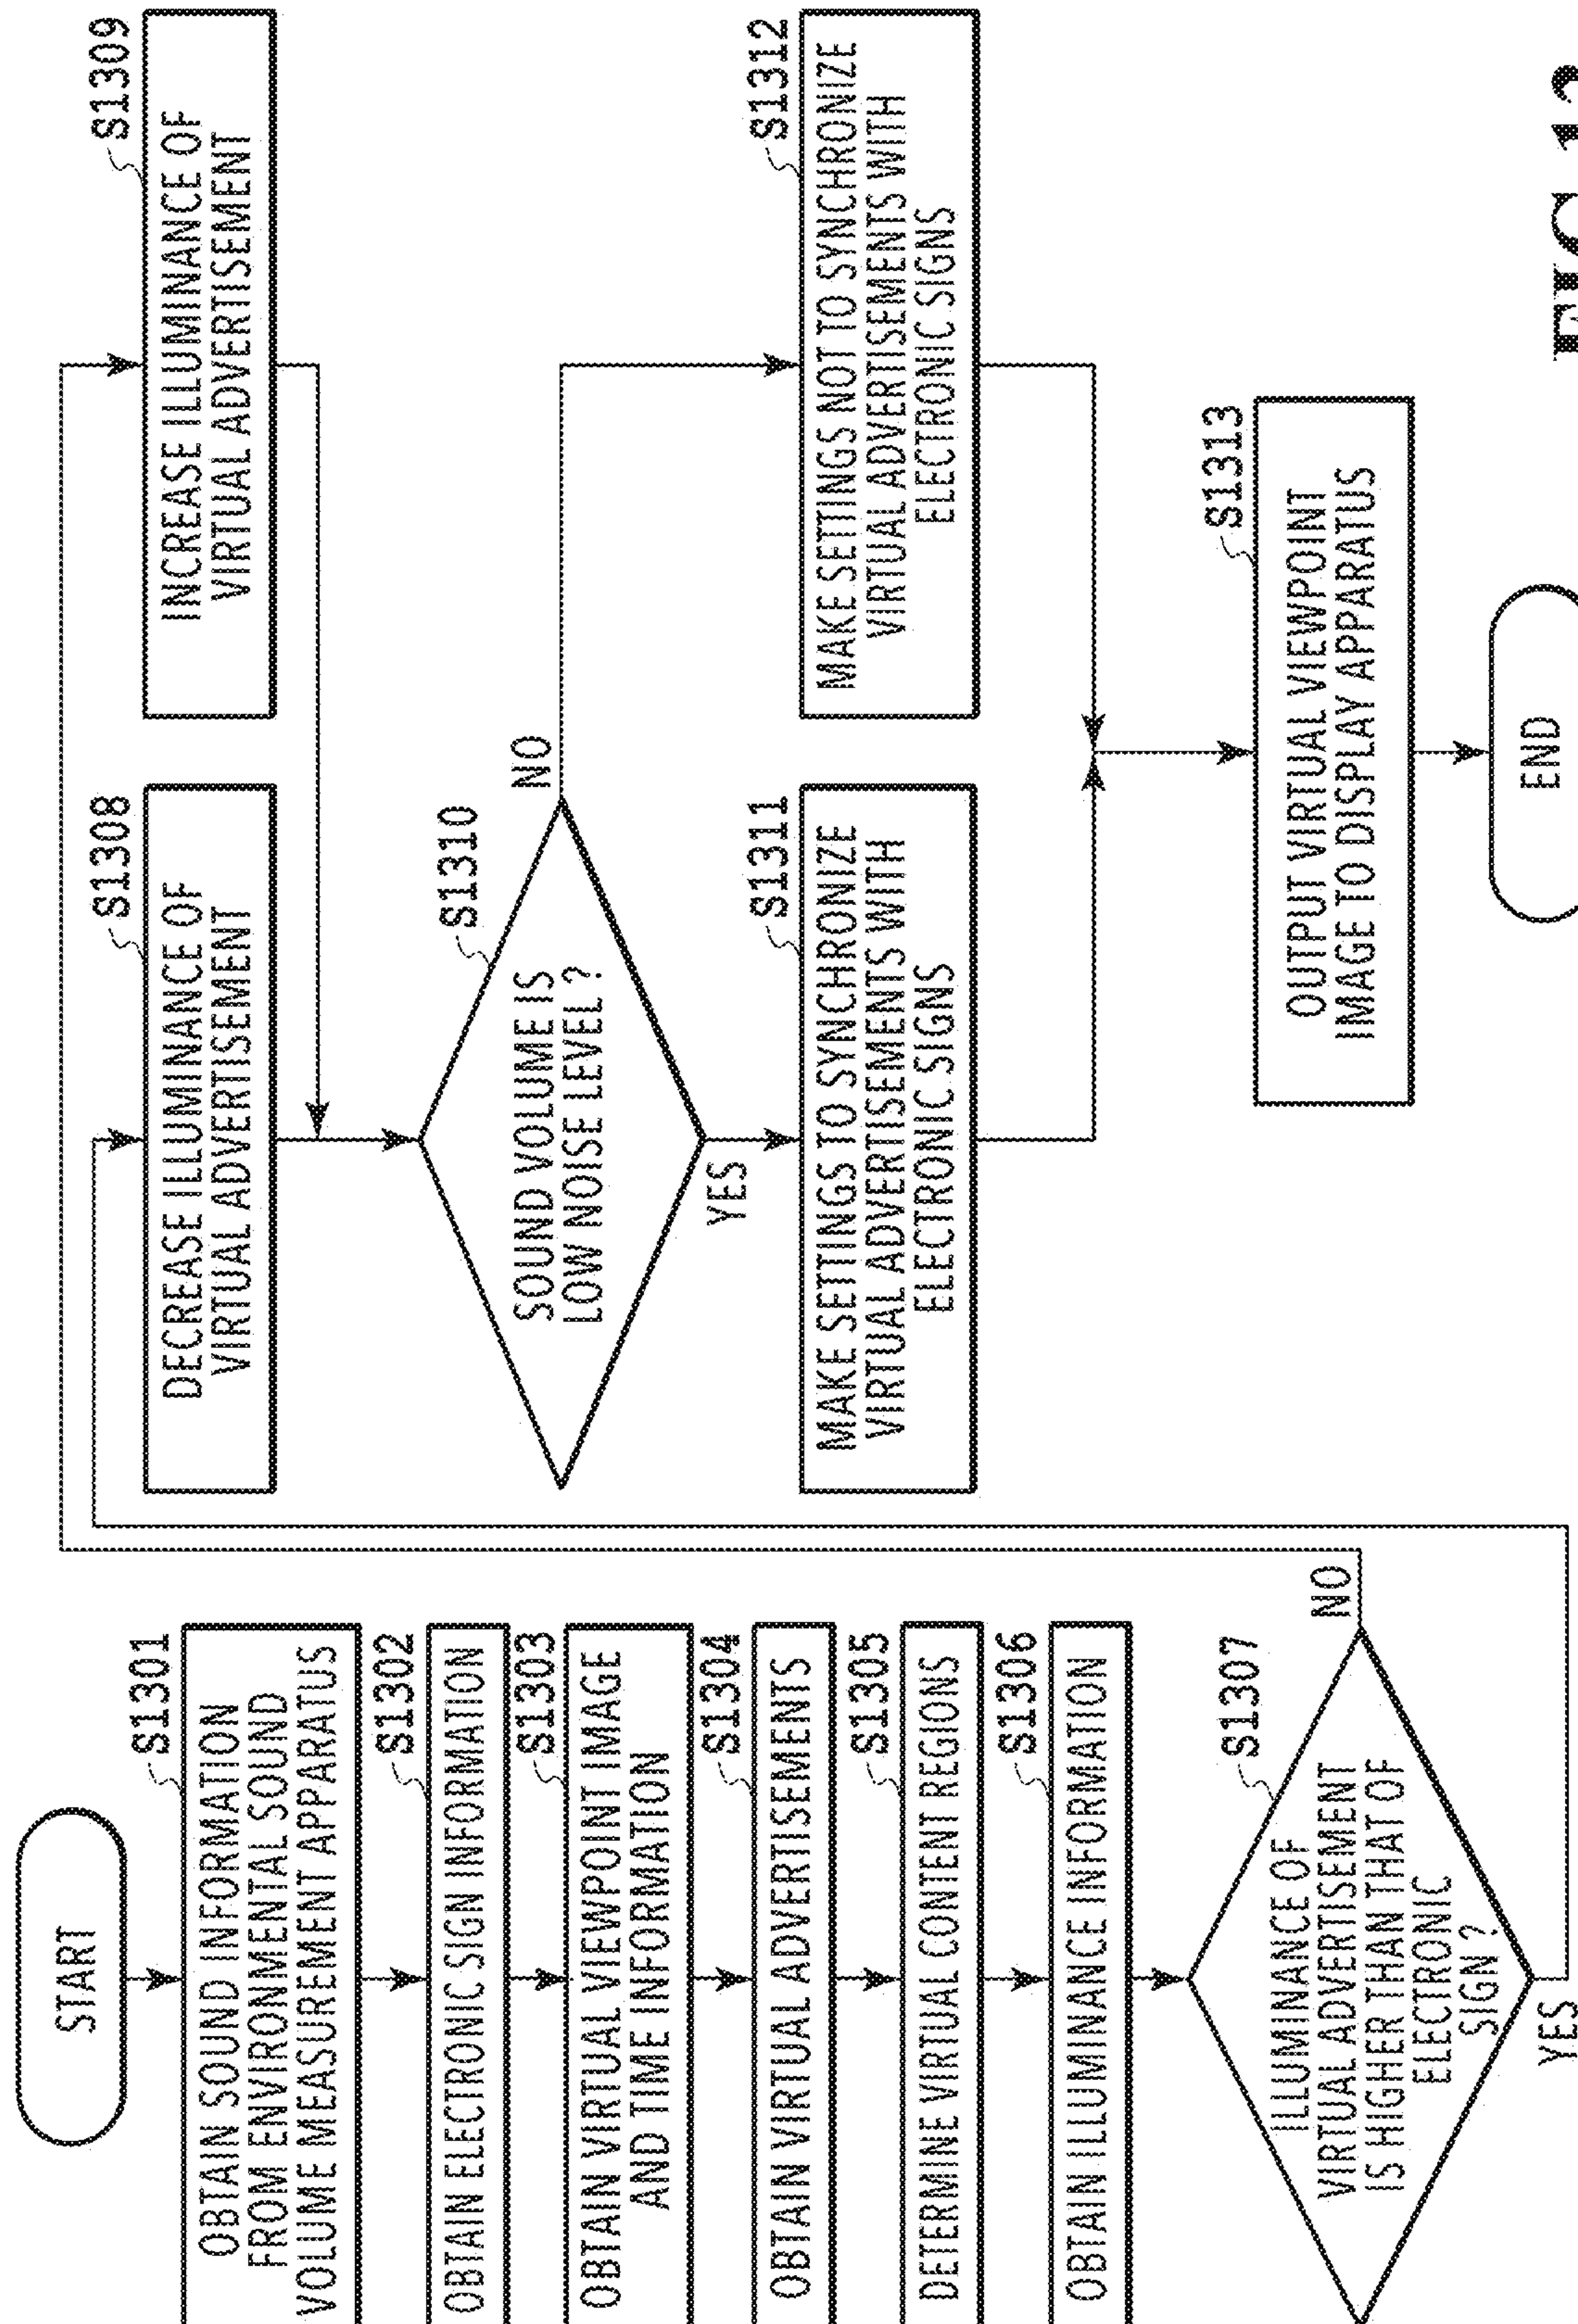 START
S1301
OBTAIN SOUND INFORMATION
FROM ENVIRONMENTAL SOUND
VOLUME MEASUREMENT APPARATUS
S1302
OBTAIN ELECTRONIC SIGN INFORMATION
S1303
OBTAIN VIRTUAL VIEWPOINT IMAGE
AND TIME INFORMATION
S1304
OBTAIN VIRTUAL ADVERTISEMENTS
S1305
DETERMINE VIRTUAL CONTENT REGIONS
S1306
OBTAIN ILLUMINANCE INFORMATION
S1307
ILLUMINANCE OF
VIRTUAL ADVERTISEMENT
IS HIGHER THAN THAT OF
ELECTRONIC
SIGN ?
NO
YES
S1308
DECREASE ILLUMINANCE OF
VIRTUAL ADVERTISEMENT
S1309
INCREASE ILLUMINANCE OF
VIRTUAL ADVERTISEMENT
S1310
SOUND VOLUME IS
LOW NOISE LEVEL ?
NO
YES
S1311
MAKE SETTINGS TO SYNCHRONIZE
VIRTUAL ADVERTISEMENTS WITH
ELECTRONIC SIGNS
S1312
MAKE SETTINGS NOT TO SYNCHRONIZE
VIRTUAL ADVERTISEMENTS WITH
ELECTRONIC SIGNS
S1313
OUTPUT VIRTUAL VIEWPOINT
IMAGE TO DISPLAY APPARATUS
END